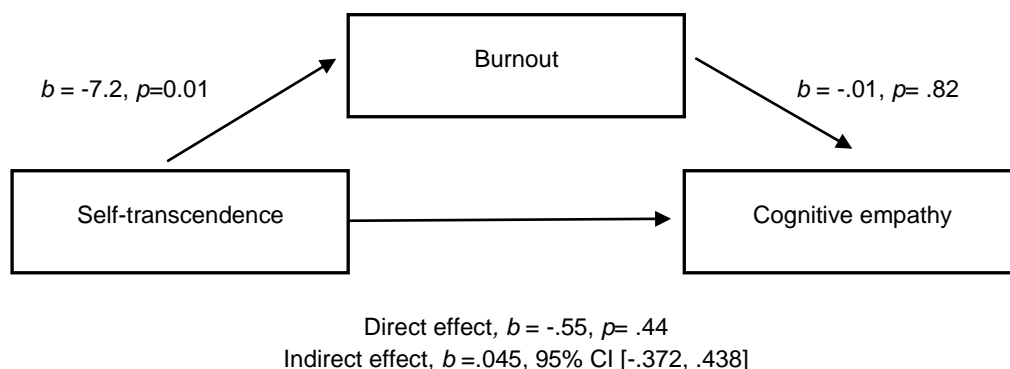 Burnout
b = -7.2, p=0.01
b = -.01, p= .82
Self-transcendence
Cognitive empathy
Direct effect, b = -.55, p= .44
Indirect effect, b =.045, 95% CI [-.372, .438]